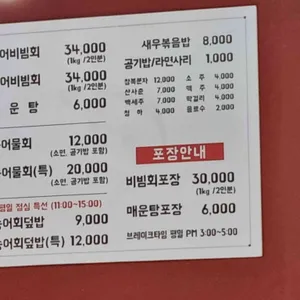 어비빔회 34,000
(1kg /2인분)
어비빔회 34,000
(1kg /2인분)
운탕 6,000
어물회 12,000
(소면, 공기밥 포함)
어물회(특) 20,000
(소면, 공기밥 포함)
평일 점심 특선 (11:00~15:00)
어회덮밥 9,000
어회덮밥(특) 12,000
새우볶음밥 8,000
공기밥/라면사리 1,000
참복분자 12,000 소주 4,000
산사춘 7,000 맥주 4,000
백세주 7,000 막걸리 4,000
청하 4,000 음료수 2,000
포장안내
비빔회포장 30,000
(1kg /2인분)
매운탕포장 6,000
브레이크타임 평일 PM 3:00~5:00